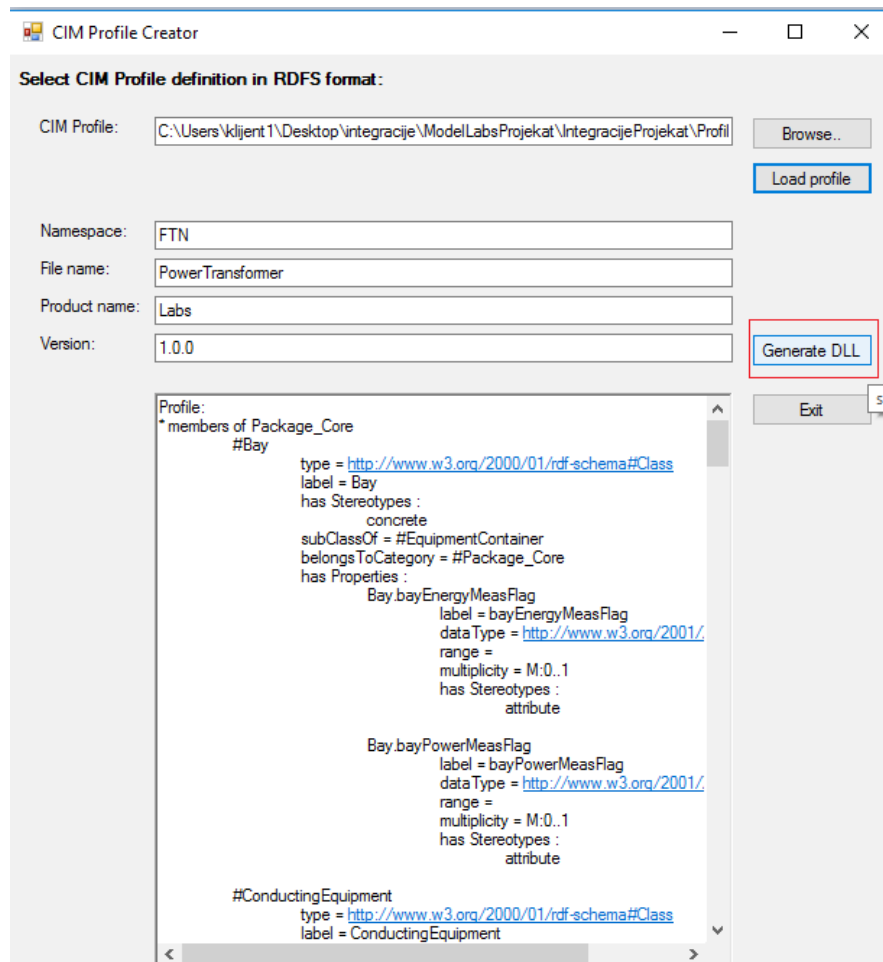 CIM Profile Creator
Select CIM Profile definition in RDFS format:
CIM Profile:
C:\Users\klijent1\Desktop\integracije\ModelLabsProjekat\IntegracijeProjekat\Profil
Browse..
Load profile
Namespace:
FTN
File name:
PowerTransformer
Product name:
Labs
Version:
1.0.0
Generate DLL
s
Exit
Profile:
* members of Package_Core
#Bay
type = http://www.w3.org/2000/01/rdf-schema#Class
label = Bay
has Stereotypes :
concrete
subClassOf = #EquipmentContainer
belongsToCategory = #Package_Core
has Properties :
Bay.bayEnergyMeasFlag
label = bayEnergyMeasFlag
dataType = http://www.w3.org/2001/
range =
multiplicity = M:0..1
has Stereotypes :
attribute
Bay.bayPowerMeasFlag
label = bayPowerMeasFlag
dataType = http://www.w3.org/2001/
range =
multiplicity = M:0..1
has Stereotypes :
attribute
#ConductingEquipment
type = http://www.w3.org/2000/01/rdf-schema#Class
label = ConductingEquipment